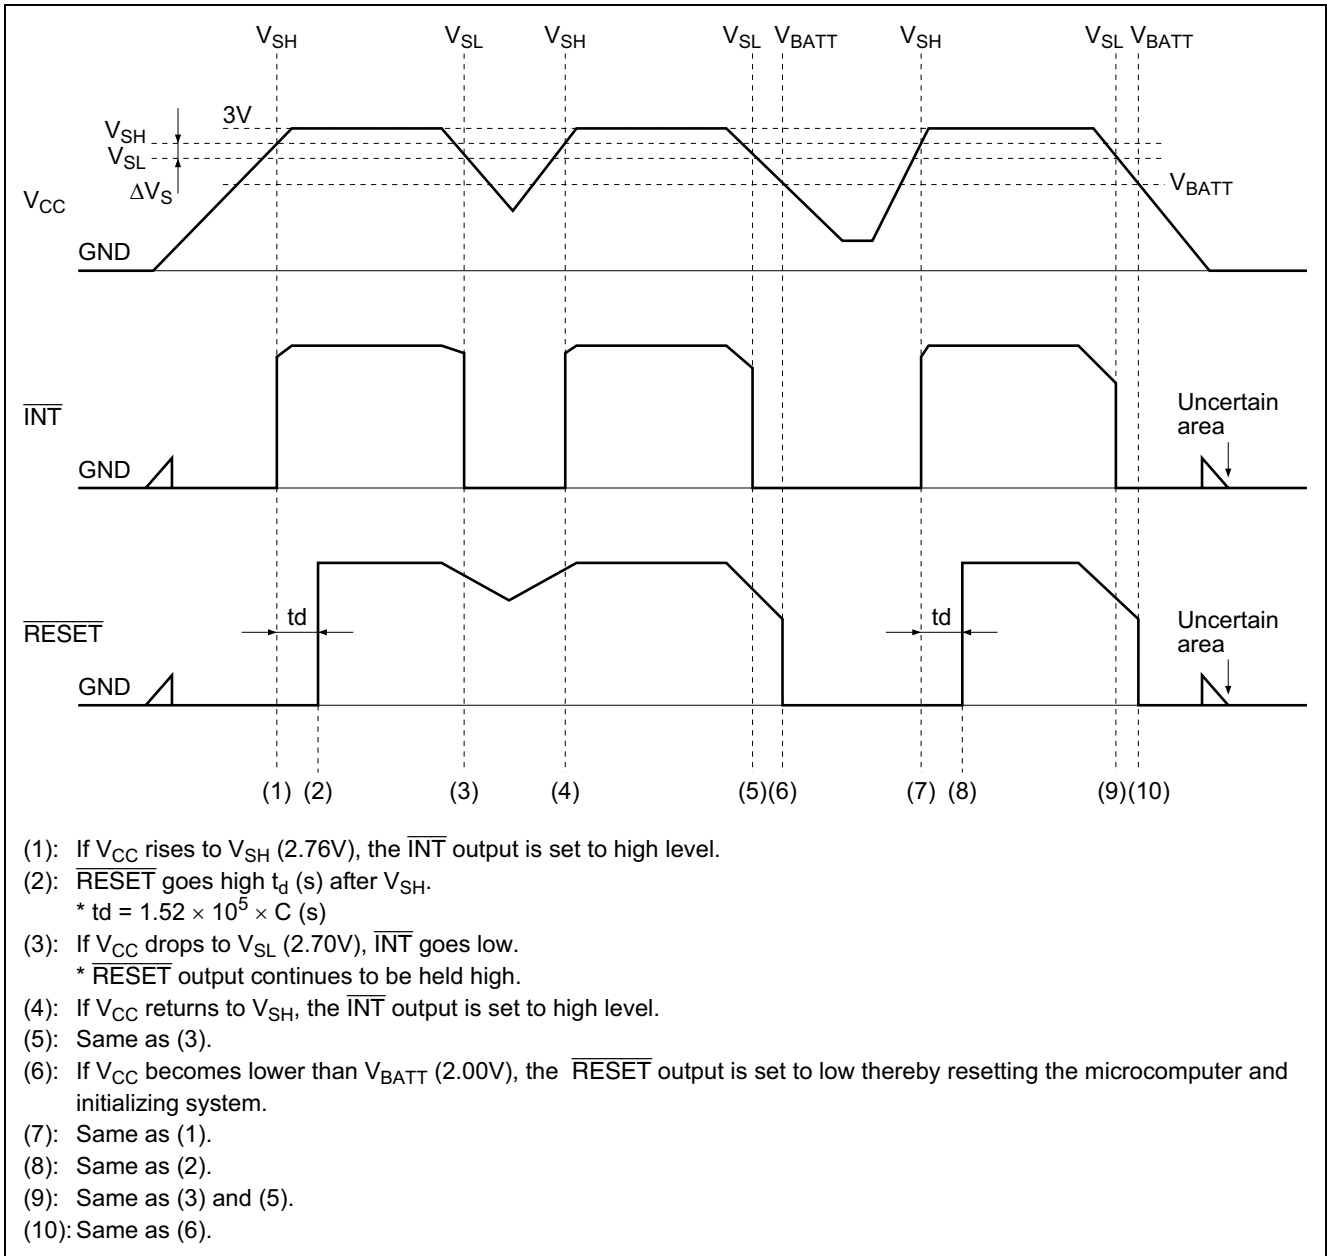 VSH VSL VSH VSL VBATT VSH VSL VBATT
3V
VSH
VSL
ΔVS
VBATT
VCC
GND
INT
Uncertain
area
GND
td
td
RESET
Uncertain
area
GND
(1) (2) (3) (4) (5)(6) (7) (8) (9)(10)
(1): If VCC rises to VSH (2.76V), the INT output is set to high level.
(2): RESET goes high td (s) after VSH.
* td = 1.52 × 10^5 × C (s)
(3): If VCC drops to VSL (2.70V), INT goes low.
* RESET output continues to be held high.
(4): If VCC returns to VSH, the INT output is set to high level.
(5): Same as (3).
(6): If VCC becomes lower than VBATT (2.00V), the RESET output is set to low thereby resetting the microcomputer and
initializing system.
(7): Same as (1).
(8): Same as (2).
(9): Same as (3) and (5).
(10): Same as (6).